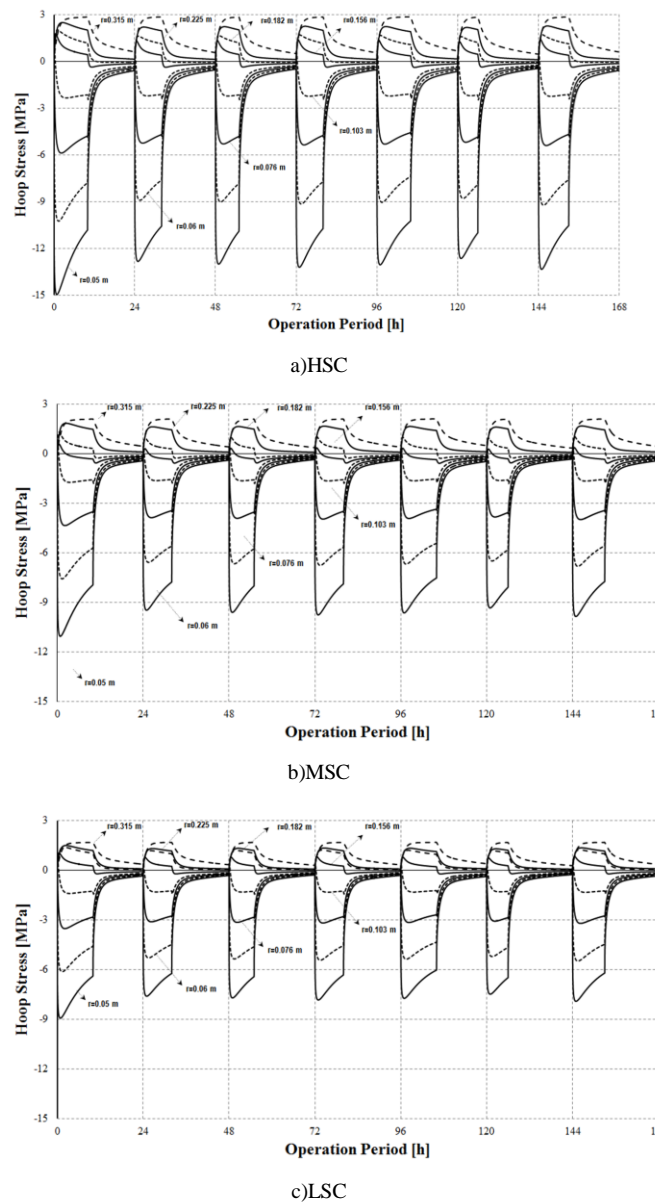 3
r=0.315 m
r=0.225 m
r=0.182 m
r=0.156 m
0
-3
r=0.103 m
r=0.076 m
-6
r=0.06 m
-9
-12
r=0.05 m
-15
Hoop Stress [MPa]
0 24 48 72 96 120 144 168
Operation Period [h]
a)HSC
3
r=0.315 m
r=0.225 m
r=0.182 m
r=0.156 m
0
-3
r=0.103 m
-6
r=0.076 m
-9
r=0.06 m
-12
r=0.05 m
-15
Hoop Stress [MPa]
0 24 48 72 96 120 144
Operation Period [h]
b)MSC
3
r=0.315 m
r=0.225 m
r=0.182 m
r=0.156 m
0
-3
r=0.103 m
r=0.076 m
-6
r=0.06 m
r=0.05 m
-9
-12
-15
Hoop Stress [MPa]
0 24 48 72 96 120 144
Operation Period [h]
c)LSC